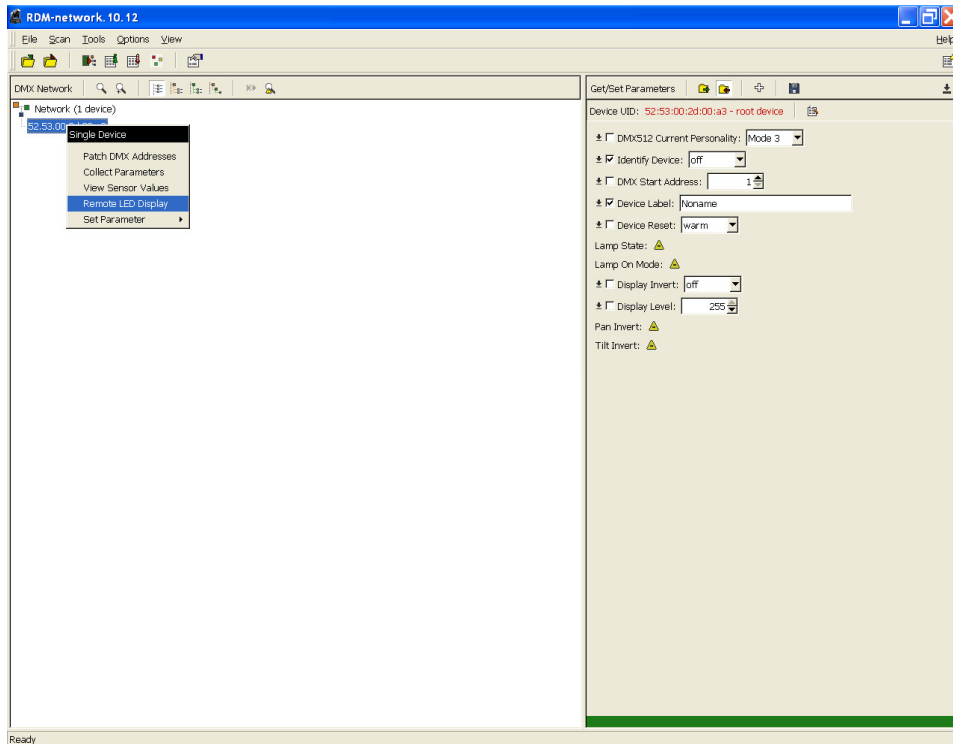 RDM-network.10.12
File Scan Tools Options View Help
DMX Network
Get/Set Parameters
Network (1 device)
Device UID: 52:53:00:2d:00:a3 - root device
Single Device
Patch DMX Addresses
Collect Parameters
View Sensor Values
Remote LED Display
Set Parameter
DMX512 Current Personality: Mode 3
Identify Device: off
DMX Start Address: 1
Device Label: Noname
Device Reset: warm
Lamp State:
Lamp On Mode:
Display Invert: off
Display Level: 255
Pan Invert:
Tilt Invert:
Ready